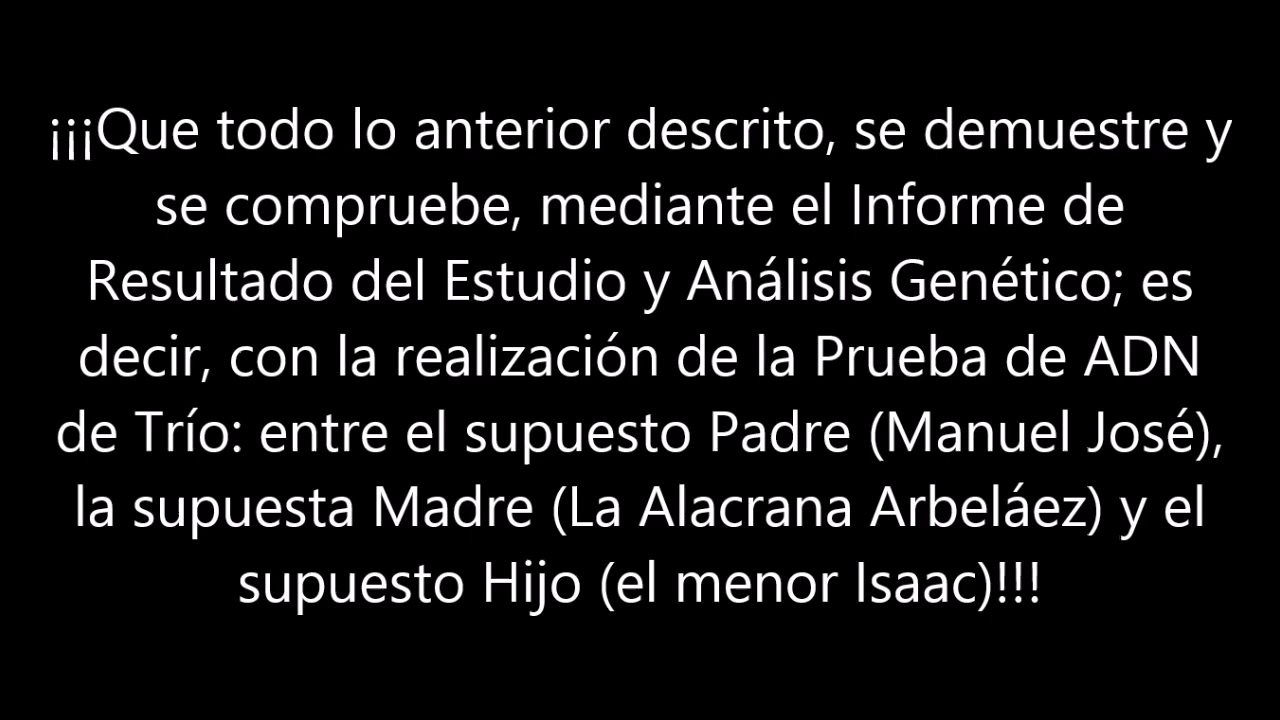 ¡¡¡Que todo lo anterior descrito, se demuestre y
se compruebe, mediante el Informe de
Resultado del Estudio y Análisis Genético; es
decir, con la realización de la Prueba de ADN
de Trío: entre el supuesto Padre (Manuel José),
la supuesta Madre (La Alacrana Arbeláez) y el
supuesto Hijo (el menor Isaac)!!!